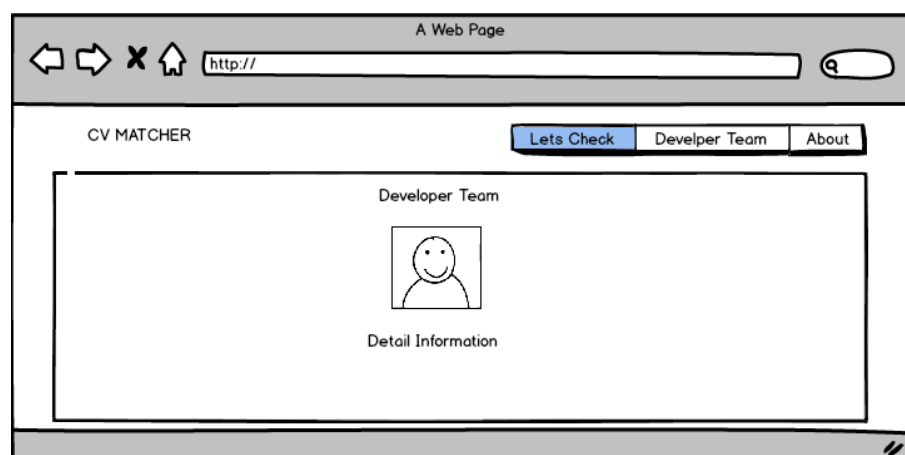 A Web Page
http://
CV MATCHER
Lets Check Develper Team About
Developer Team
Detail Information